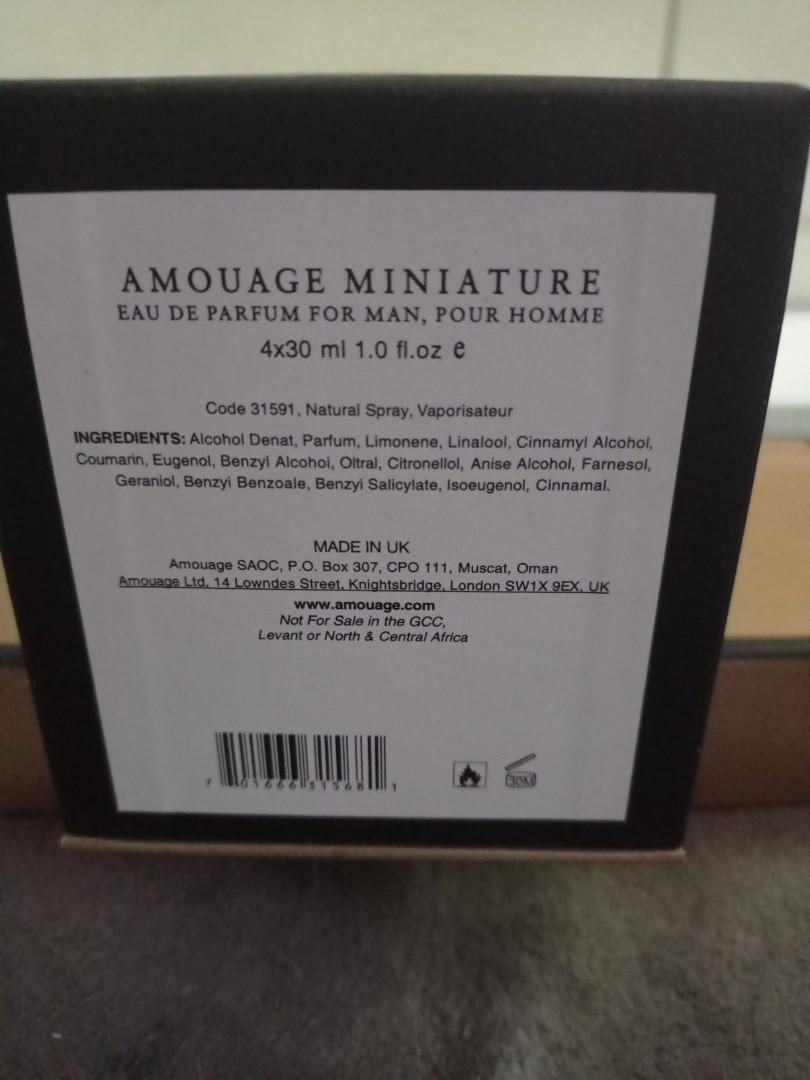 AMOUAGE MINIATURE
EAU DE PARFUM FOR MAN, POUR HOMME
4x30 ml 1.0 fl.oz e
Code 31591, Natural Spray, Vaporisateur
INGREDIENTS: Alcohol Denat, Parfum, Limonene, Linalool, Cinnamyl Alcohol,
Coumarin, Eugenol, Benzyl Alcohoi, Oltral, Citronellol, Anise Alcohol, Farnesol,
Geraniol, Benzyi Benzoale, Benzyi Salicylate, Isoeugenol, Cinnamal.
MADE IN UK
Amouage SAOC, P.O. Box 307, CPO 111, Muscat, Oman
Amouage Ltd, 14 Lowndes Street, Knightsbridge, London SW1X 9EX, UK
www.amouage.com
Not For Sale in the GCC,
Levant or North & Central Africa
7 01666 31568 1